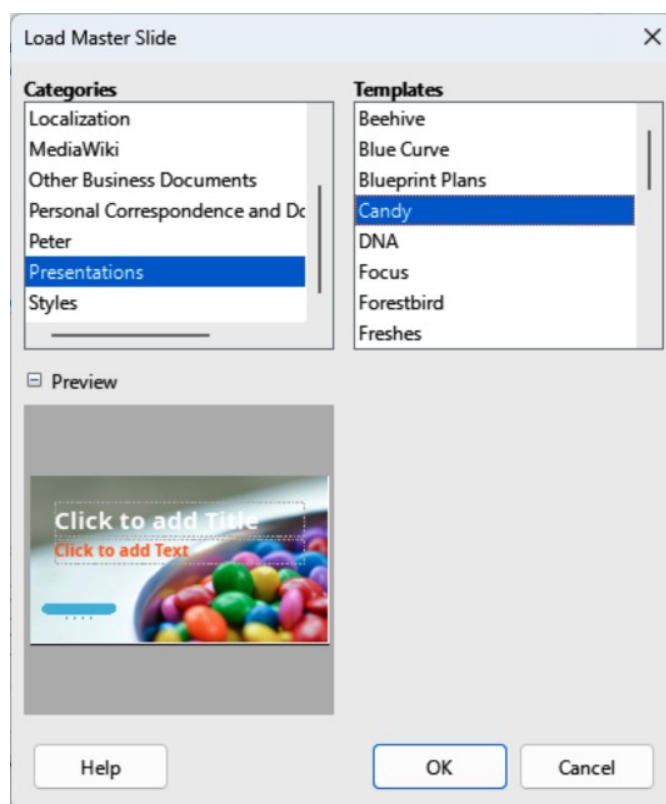 Load Master Slide
Categories
Localization
MediaWiki
Other Business Documents
Personal Correspondence and Dc
Peter
Presentations
Styles
Templates
Beehive
Blue Curve
Blueprint Plans
Candy
DNA
Focus
Forestbird
Freshes
Preview
Click to add Title
Click to add Text
Help
OK
Cancel